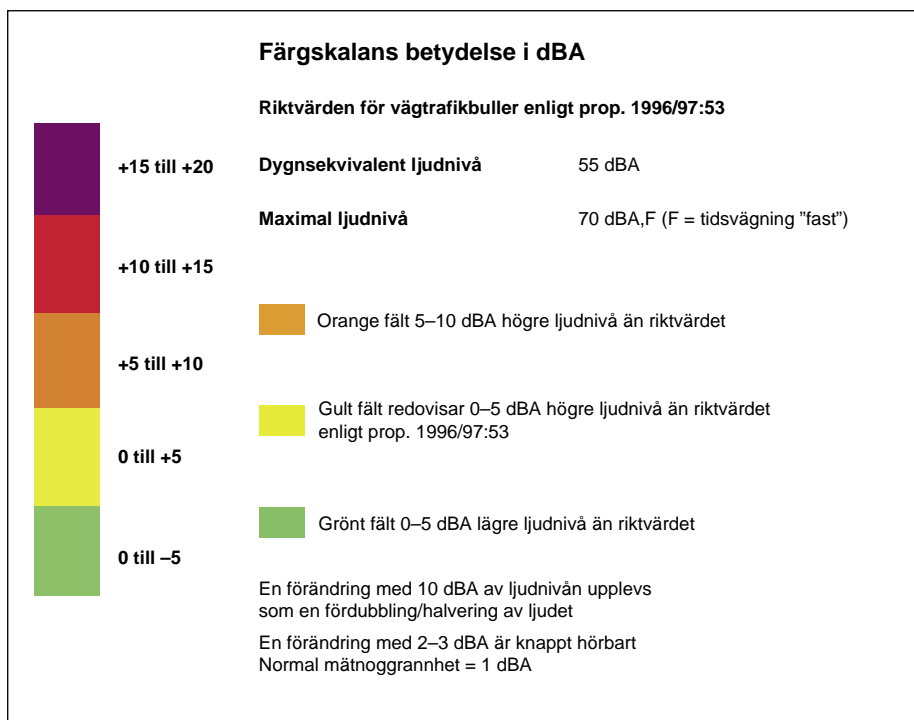 Färgskalans betydelse i dBA
Riktvärden för vägtrafikbuller enligt prop. 1996/97:53
+15 till +20
Dygnsekvivalent ljudnivå 55 dBA
Maximal ljudnivå 70 dBA,F (F = tidsvägning ”fast”)
+10 till +15
Orange fält 5–10 dBA högre ljudnivå än riktvärdet
+5 till +10
Gult fält redovisar 0–5 dBA högre ljudnivå än riktvärdet
enligt prop. 1996/97:53
0 till +5
Grönt fält 0–5 dBA lägre ljudnivå än riktvärdet
0 till –5
En förändring med 10 dBA av ljudnivån upplevs
som en fördubbling/halvering av ljudet
En förändring med 2–3 dBA är knappt hörbart
Normal mätnoggrannhet = 1 dBA